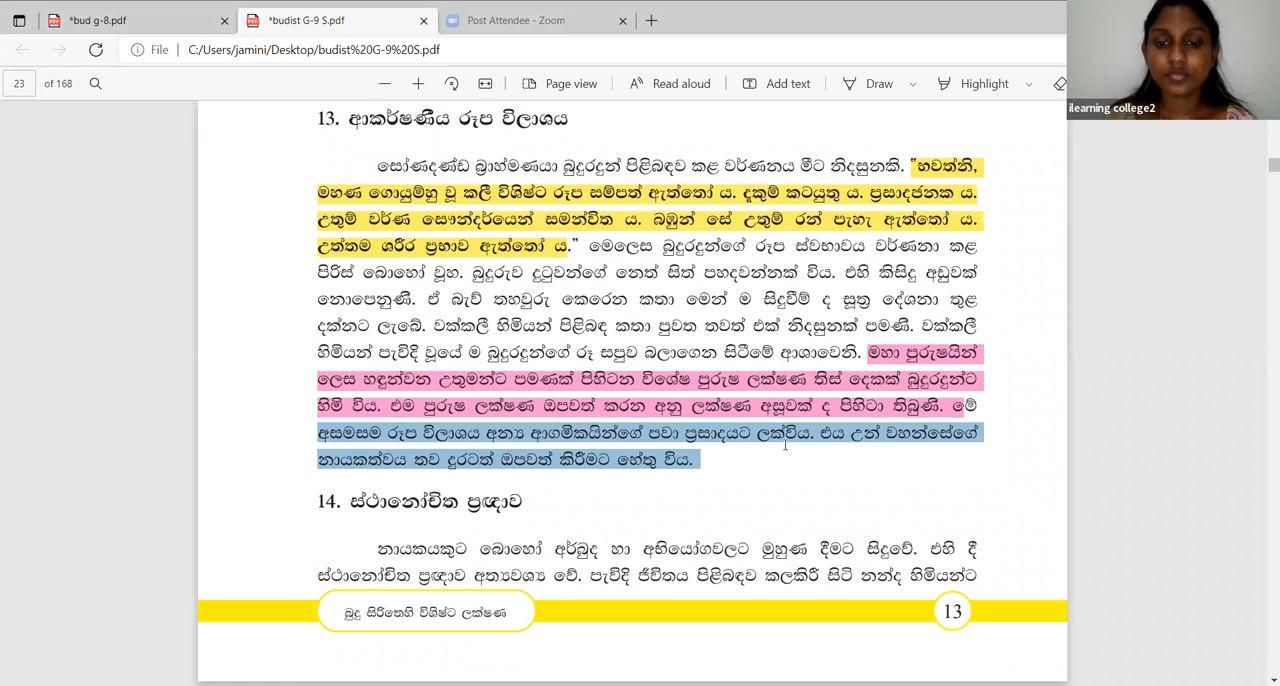 *bud g-8.pdf
*budist G-9 S.pdf
Post Attendee - Zoom
File
C:/Users/jamini/Desktop/budist%20G-9%20S.pdf
23 of 168
Page view
Read aloud
Add text
Draw
Highlight
ilearning college2
13. ආකර්ෂණීය රූප විලාශය
සෝණදණ්ඩ බ්‍රාහ්මණයා බුදුරදුන් පිළිබඳව කළ වර්ණනය මීට නිදසුනකි. "භවත්නි,
මහණ ගොයුම්හු වූ කලී විශිෂ්ට රූප සම්පත් ඇත්තෝ ය. දැකුම් කටයුතු ය. ප්‍රසාදජනක ය.
උතුම් වර්ණ සෞන්දර්යෙන් සමන්විත ය. බඹුන් සේ උතුම් රන් පැහැ ඇත්තෝ ය.
උත්තම ශරීර ප්‍රභාව ඇත්තෝ ය." මෙලෙස බුදුරදුන්ගේ රූප ස්වභාවය වර්ණනා කළ
පිරිස් බොහෝ වූහ. බුදුරුව දුටුවන්ගේ නෙත් සිත් පහදවන්නක් විය. එහි කිසිදු අඩුවක්
නොපෙනුණි. ඒ බැව් තහවුරු කෙරෙන කතා මෙන් ම සිදුවීම් ද සූත්‍ර දේශනා තුළ
දක්නට ලැබේ. වක්කලී හිමියන් පිළිබඳ කතා පුවත තවත් එක් නිදසුනක් පමණි. වක්කලී
හිමියන් පැවිදි වූයේ ම බුදුරදුන්ගේ රූ සපුව බලාගෙන සිටීමේ ආශාවෙනි. මහා පුරුෂයින්
ලෙස හඳුන්වන උතුමන්ට පමණක් පිහිටන විශේෂ පුරුෂ ලක්ෂණ තිස් දෙකක් බුදුරදුන්ට
හිමි විය. එම පුරුෂ ලක්ෂණ ඔපවත් කරන අනු ලක්ෂණ අසූවක් ද පිහිටා තිබුණි. මේ
අසමසම රූප විලාශය අන්‍ය ආගමිකයින්ගේ පවා ප්‍රසාදයට ලක්විය. එය උන් වහන්සේගේ
නායකත්වය තව දුරටත් ඔපවත් කිරීමට හේතු විය.
14. ස්ථානෝචිත ප්‍රඥාව
නායකයකුට බොහෝ අර්බුද හා අභියෝගවලට මුහුණ දීමට සිදුවේ. එහි දී
ස්ථානෝචිත ප්‍රඥාව අත්‍යවශ්‍ය වේ. පැවිදි ජීවිතය පිළිබඳව කලකිරී සිටි නන්ද හිමියන්ට
බුදු සිරිතෙහි විශිෂ්ට ලක්ෂණ
13